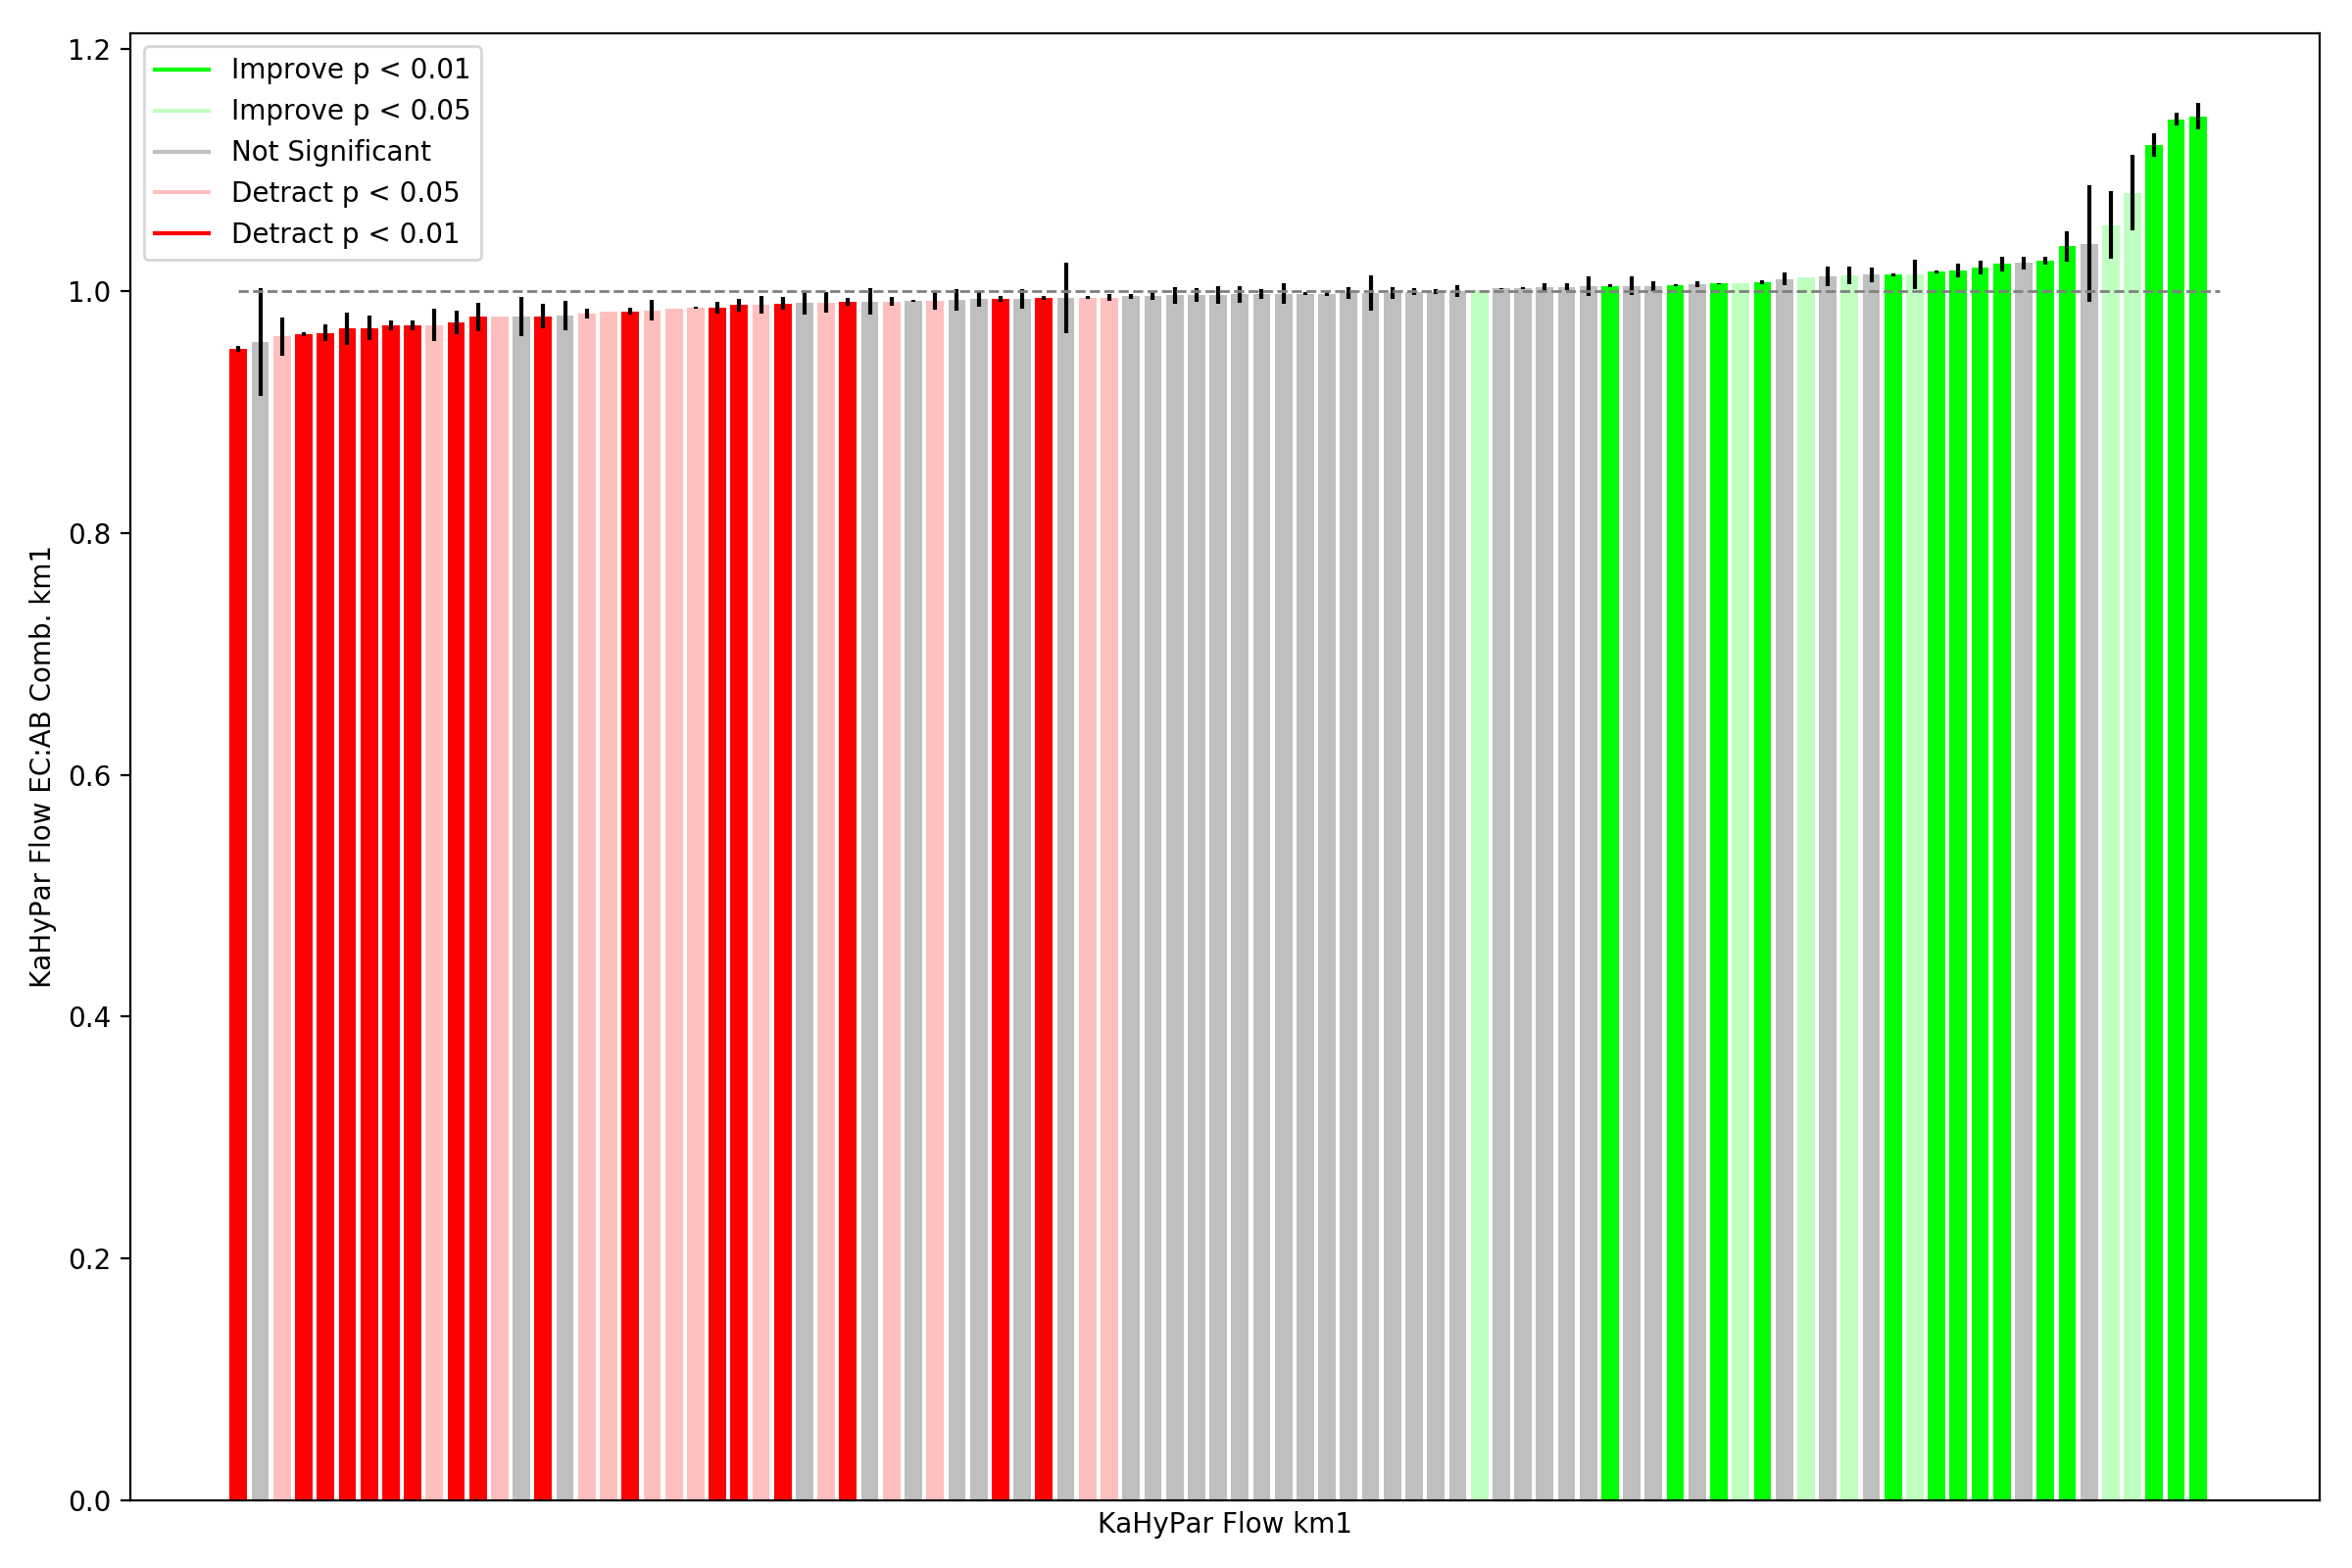 1.2
1.0
0.8
0.6
0.4
0.2
0.0
Improve p < 0.01
Improve p < 0.05
Not Significant
Detract p < 0.05
Detract p < 0.01
KaHyPar Flow EC:AB Comb. km1
KaHyPar Flow km1